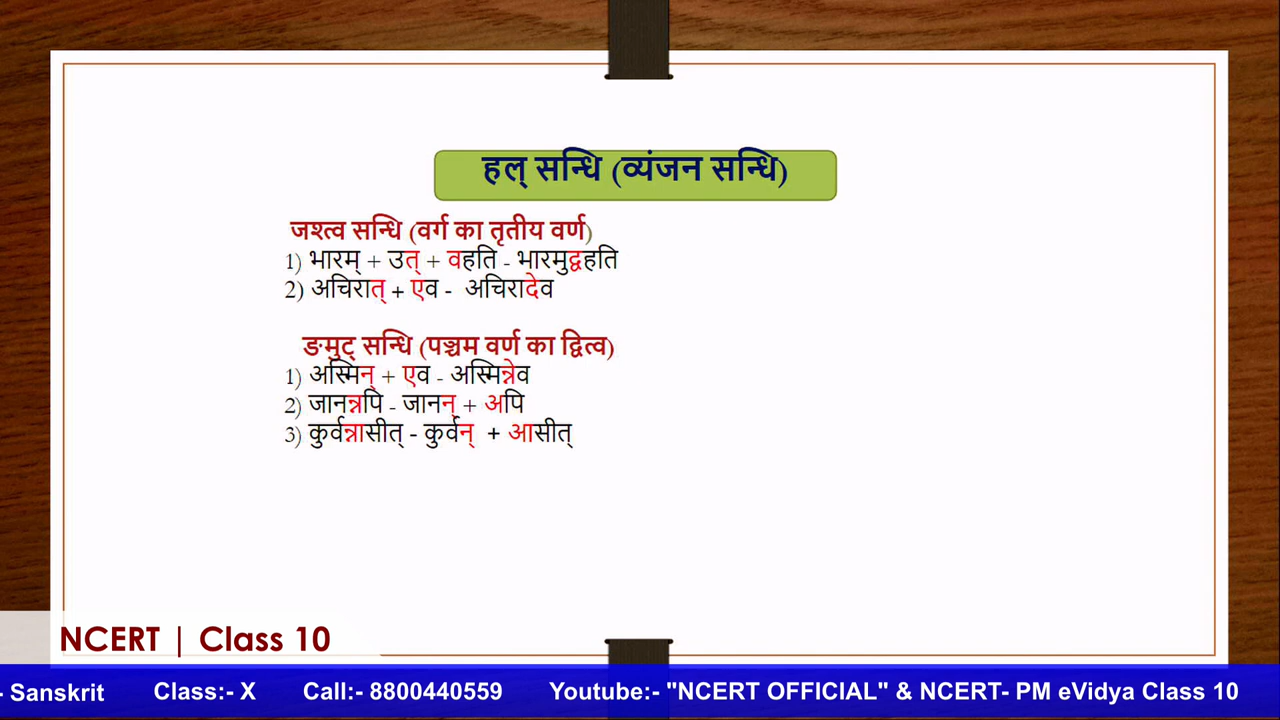 हल् सन्धि (व्यंजन सन्धि)
जश्त्व सन्धि (वर्ग का तृतीय वर्ण)
1) भारम् + उत् + वहति - भारमुद्वहति
2) अचिरात् + एव - अचिरादेव
ङमुट् सन्धि (पञ्चम वर्ण का द्वित्व)
1) अस्मिन् + एव - अस्मिन्नेव
2) जानन्नपि - जानन् + अपि
3) कुर्वन्नासीत् - कुर्वन् + आसीत्
NCERT | Class 10
- Sanskrit Class:- X Call:- 8800440559 Youtube:- "NCERT OFFICIAL" & NCERT- PM eVidya Class 10